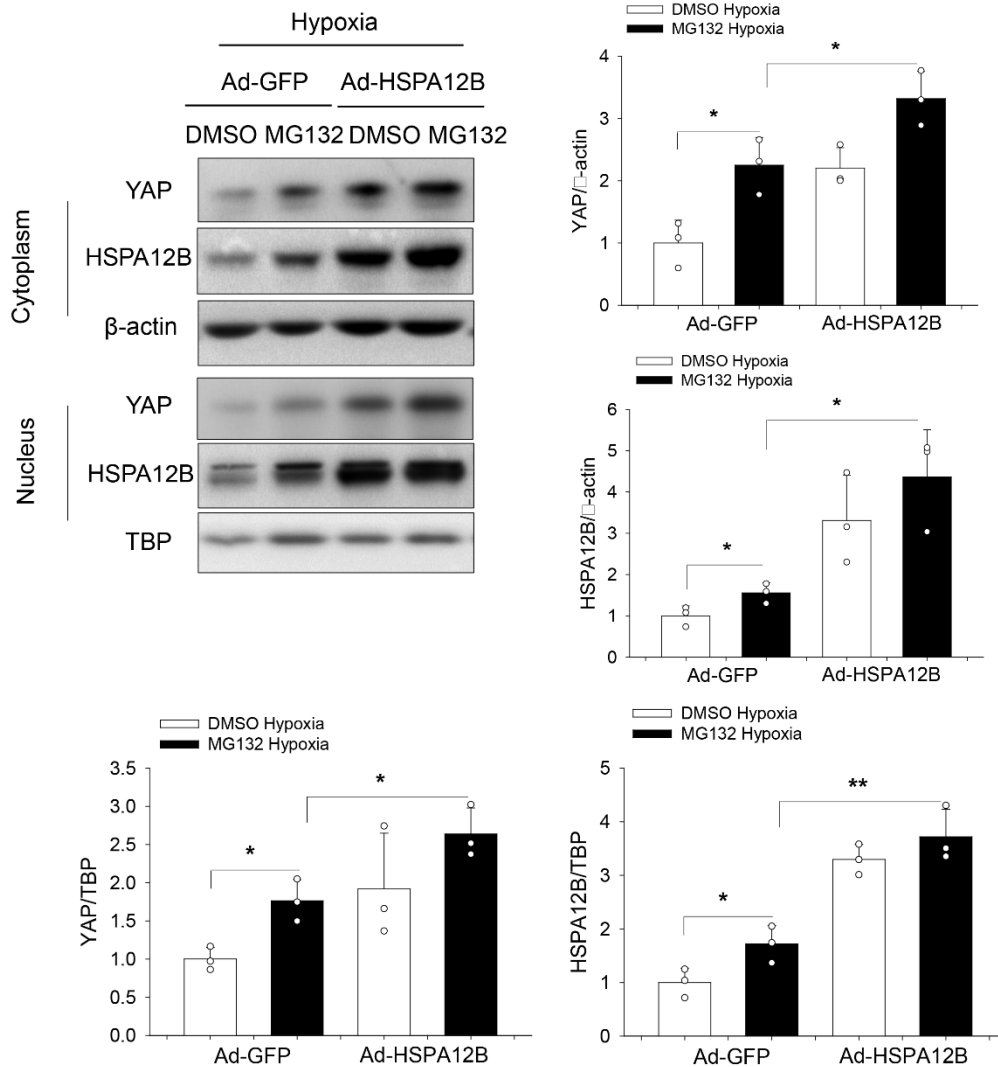 Hypoxia
Ad-GFP Ad-HSPA12B
DMSO MG132 DMSO MG132
Cytoplasm
YAP
HSPA12B
β-actin
Nucleus
YAP
HSPA12B
TBP
DMSO Hypoxia
MG132 Hypoxia
YAP/□-actin
4
3
2
1
0
*
*
Ad-GFP Ad-HSPA12B
DMSO Hypoxia
MG132 Hypoxia
HSPA12B/□-actin
6
5
4
3
2
1
0
*
*
Ad-GFP Ad-HSPA12B
DMSO Hypoxia
MG132 Hypoxia
YAP/TBP
3.5
3.0
2.5
2.0
1.5
1.0
0.5
0.0
*
*
Ad-GFP Ad-HSPA12B
DMSO Hypoxia
MG132 Hypoxia
HSPA12B/TBP
5
4
3
2
1
0
*
**
Ad-GFP Ad-HSPA12B